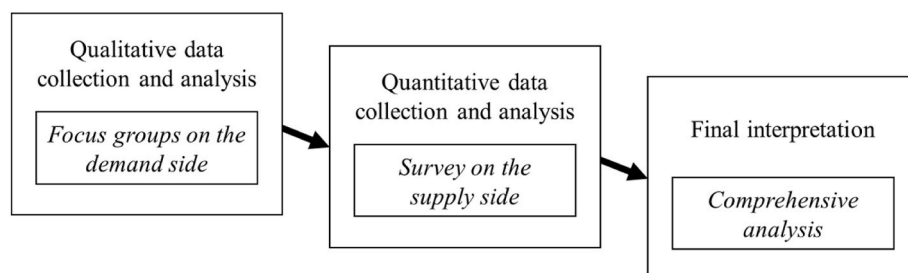 Qualitative data
collection and analysis
Focus groups on the
demand side
Quantitative data
collection and analysis
Survey on the
supply side
Final interpretation
Comprehensive
analysis